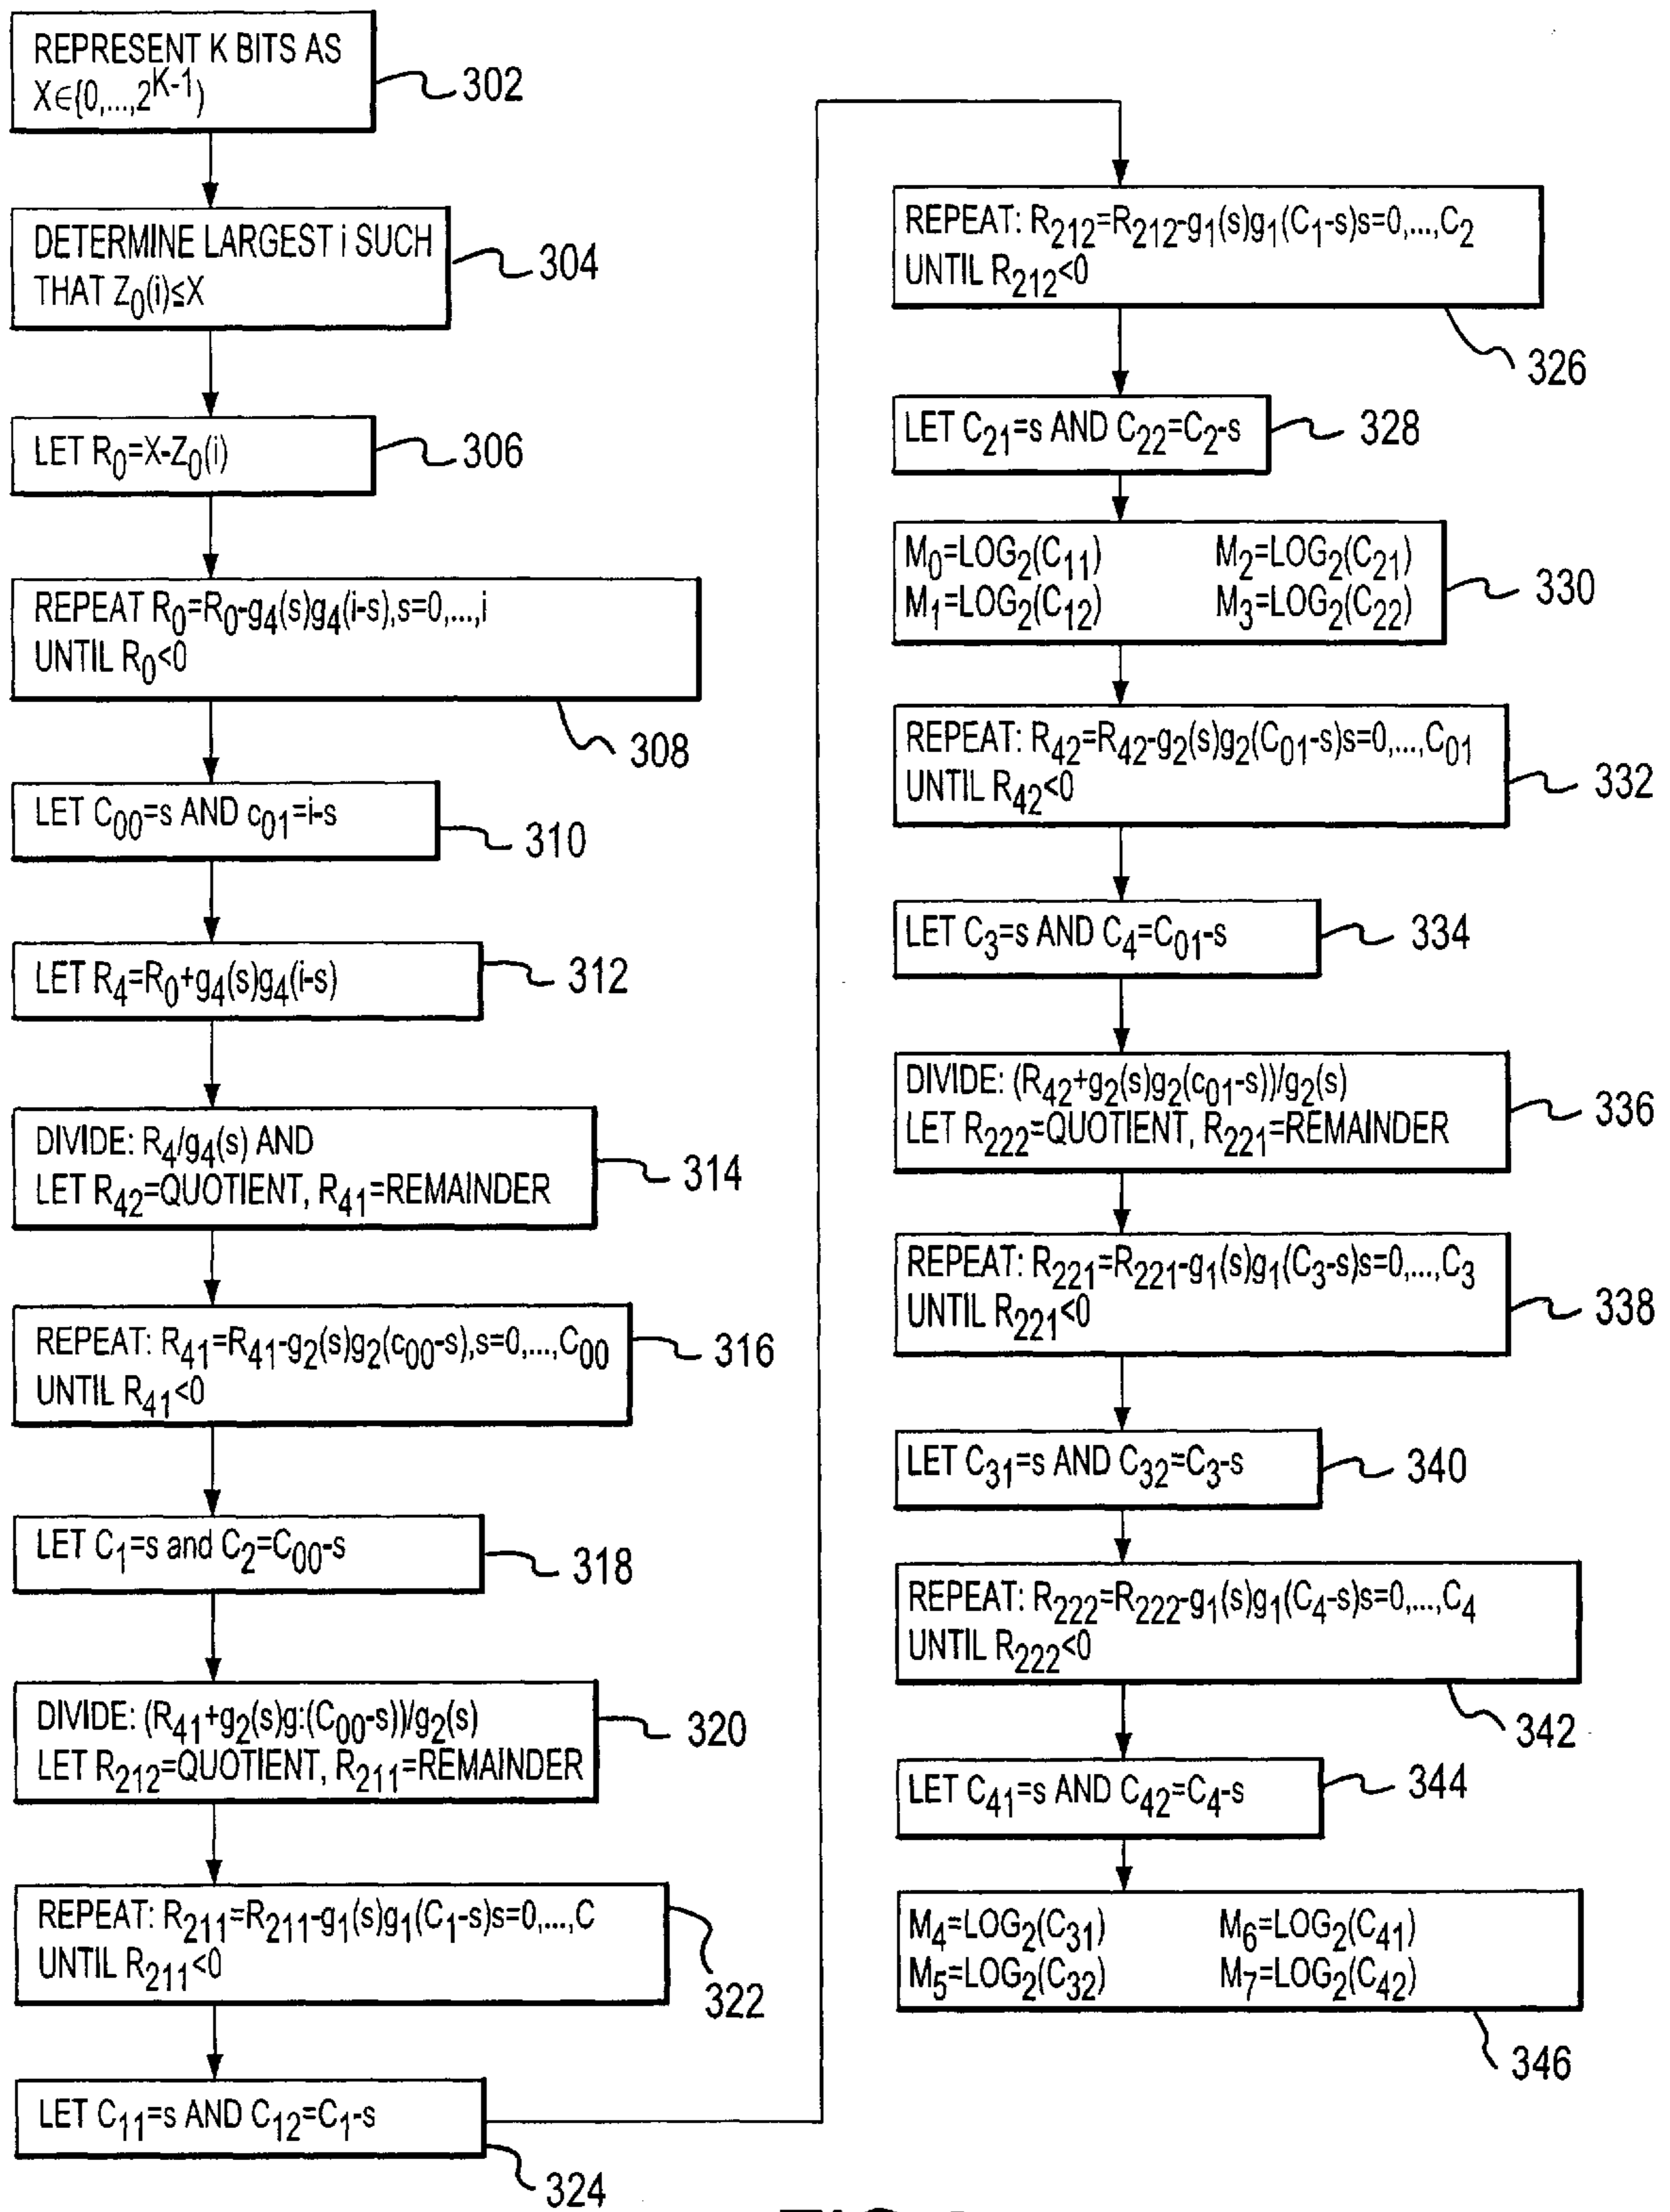 REPRESENT K BITS AS
X∈{0,...,2^K-1)
302
DETERMINE LARGEST i SUCH
THAT Z₀(i)≤X
304
LET R₀=X-Z₀(i)
306
REPEAT R₀=R₀-g₄(s)g₄(i-s),s=0,...,i
UNTIL R₀<0
308
LET C₀₀=s AND c₀₁=i-s
310
LET R₄=R₀+g₄(s)g₄(i-s)
312
DIVIDE: R₄/g₄(s) AND
LET R₄₂=QUOTIENT, R₄₁=REMAINDER
314
REPEAT: R₄₁=R₄₁-g₂(s)g₂(c₀₀-s),s=0,...,C₀₀
UNTIL R₄₁<0
316
LET C₁=s and C₂=C₀₀-s
318
DIVIDE: (R₄₁+g₂(s)g:(C₀₀-s))/g₂(s)
LET R₂₁₂=QUOTIENT, R₂₁₁=REMAINDER
320
REPEAT: R₂₁₁=R₂₁₁-g₁(s)g₁(C₁-s)s=0,...,C
UNTIL R₂₁₁<0
322
LET C₁₁=s AND C₁₂=C₁-s
324
REPEAT: R₂₁₂=R₂₁₂-g₁(s)g₁(C₁-s)s=0,...,C₂
UNTIL R₂₁₂<0
326
LET C₂₁=s AND C₂₂=C₂-s
328
M₀=LOG₂(C₁₁) M₂=LOG₂(C₂₁)
M₁=LOG₂(C₁₂) M₃=LOG₂(C₂₂)
330
REPEAT: R₄₂=R₄₂-g₂(s)g₂(C₀₁-s)s=0,...,C₀₁
UNTIL R₄₂<0
332
LET C₃=s AND C₄=C₀₁-s
334
DIVIDE: (R₄₂+g₂(s)g₂(c₀₁-s))/g₂(s)
LET R₂₂₂=QUOTIENT, R₂₂₁=REMAINDER
336
REPEAT: R₂₂₁=R₂₂₁-g₁(s)g₁(C₃-s)s=0,...,C₃
UNTIL R₂₂₁<0
338
LET C₃₁=s AND C₃₂=C₃-s
340
REPEAT: R₂₂₂=R₂₂₂-g₁(s)g₁(C₄-s)s=0,...,C₄
UNTIL R₂₂₂<0
342
LET C₄₁=s AND C₄₂=C₄-s
344
M₄=LOG₂(C₃₁) M₆=LOG₂(C₄₁)
M₅=LOG₂(C₃₂) M₇=LOG₂(C₄₂)
346